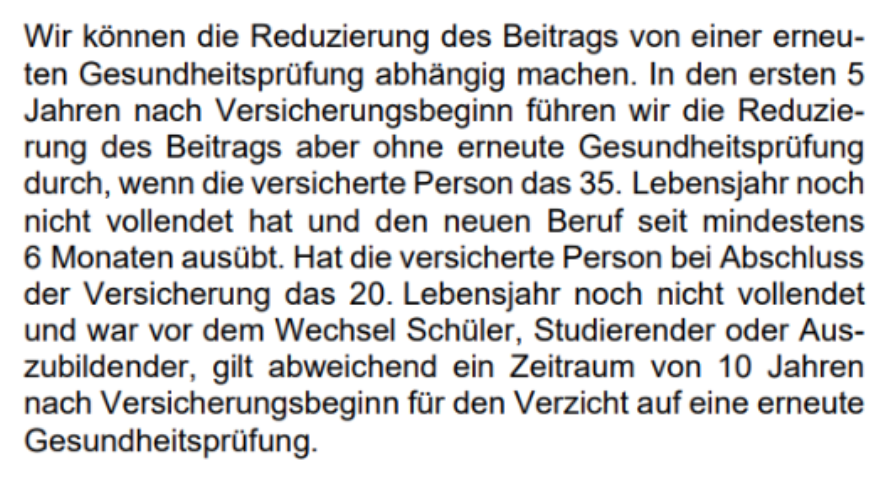 Wir können die Reduzierung des Beitrags von einer erneu-
ten Gesundheitsprüfung abhängig machen. In den ersten 5
Jahren nach Versicherungsbeginn führen wir die Reduzie-
rung des Beitrags aber ohne erneute Gesundheitsprüfung
durch, wenn die versicherte Person das 35. Lebensjahr noch
nicht vollendet hat und den neuen Beruf seit mindestens
6 Monaten ausübt. Hat die versicherte Person bei Abschluss
der Versicherung das 20. Lebensjahr noch nicht vollendet
und war vor dem Wechsel Schüler, Studierender oder Aus-
zubildender, gilt abweichend ein Zeitraum von 10 Jahren
nach Versicherungsbeginn für den Verzicht auf eine erneute
Gesundheitsprüfung.